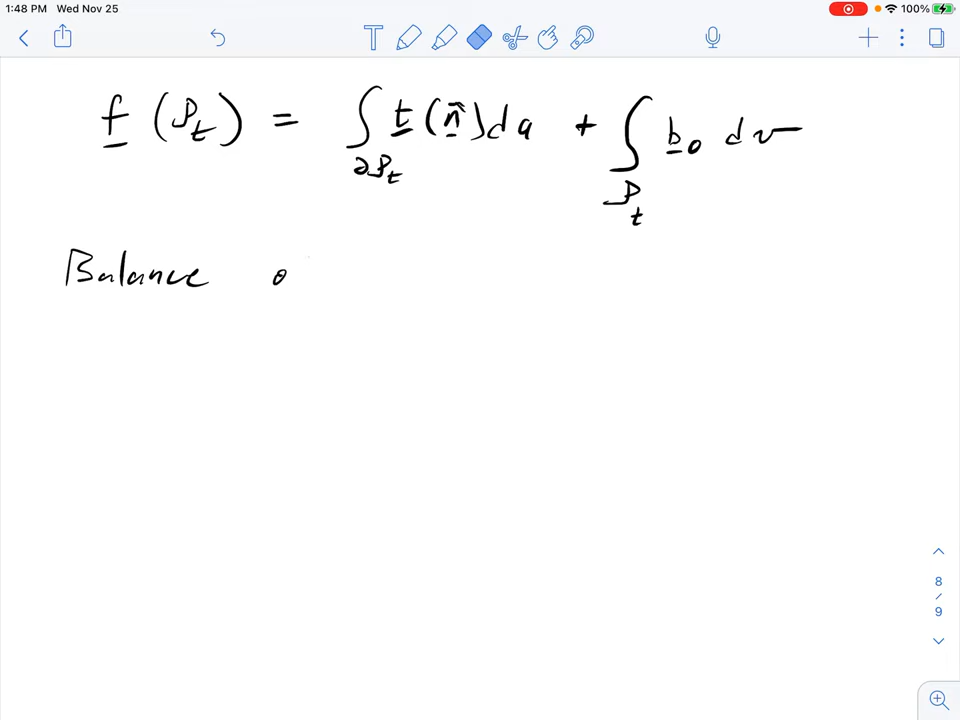 1:48 PM Wed Nov 25
100%
f (𝒫t) = ∫∂𝒫t t(n̂)da + ∫𝒫t b0 dv
Balance o
8
/
9